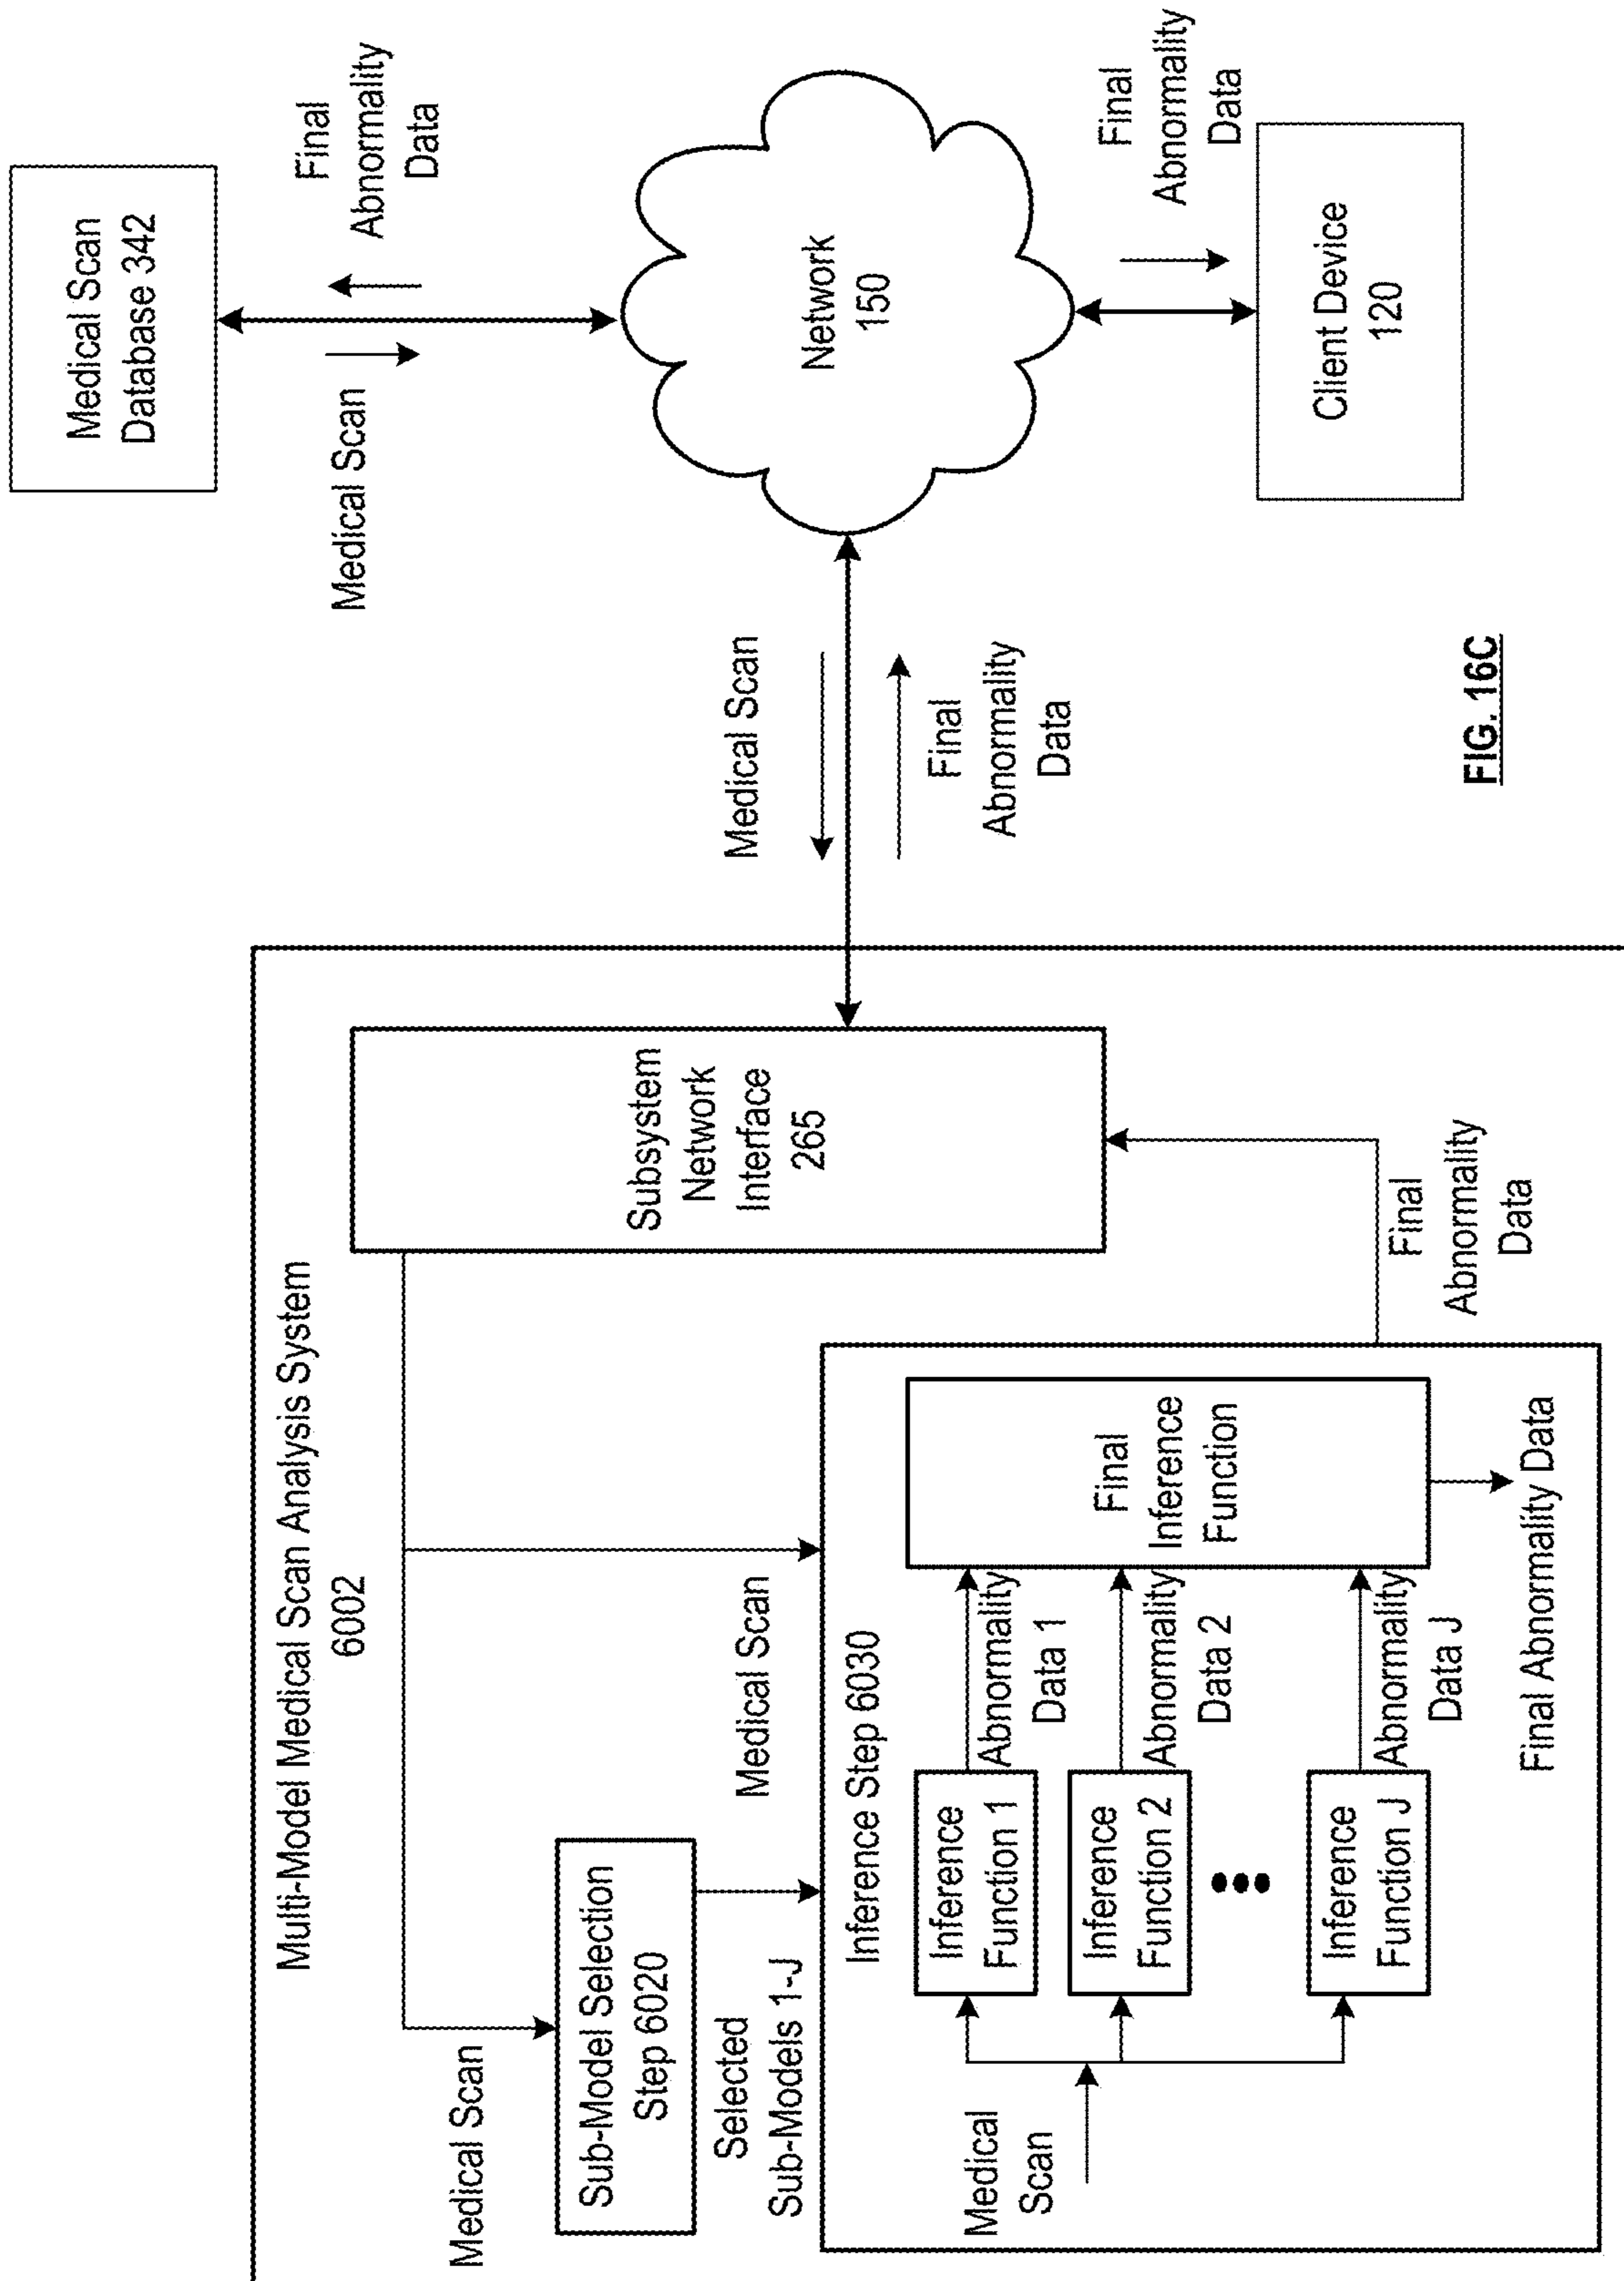 Multi-Model Medical Scan Analysis System
6002
Medical Scan
Sub-Model Selection
Step 6020
Selected
Sub-Models 1-J
Medical Scan
Subsystem
Network
Interface
265
Inference Step 6030
Medical
Scan
Inference
Function 1
Abnormality
Data 1
Inference
Function 2
Abnormality
Data 2
Inference
Function J
Abnormality
Data J
Final
Inference
Function
Final Abnormality Data
Final
Abnormality
Data
Medical Scan
Final
Abnormality
Data
Medical Scan
Database 342
Medical Scan
Final
Abnormality
Data
Network
150
Final
Abnormality
Data
Client Device
120
FIG. 16C